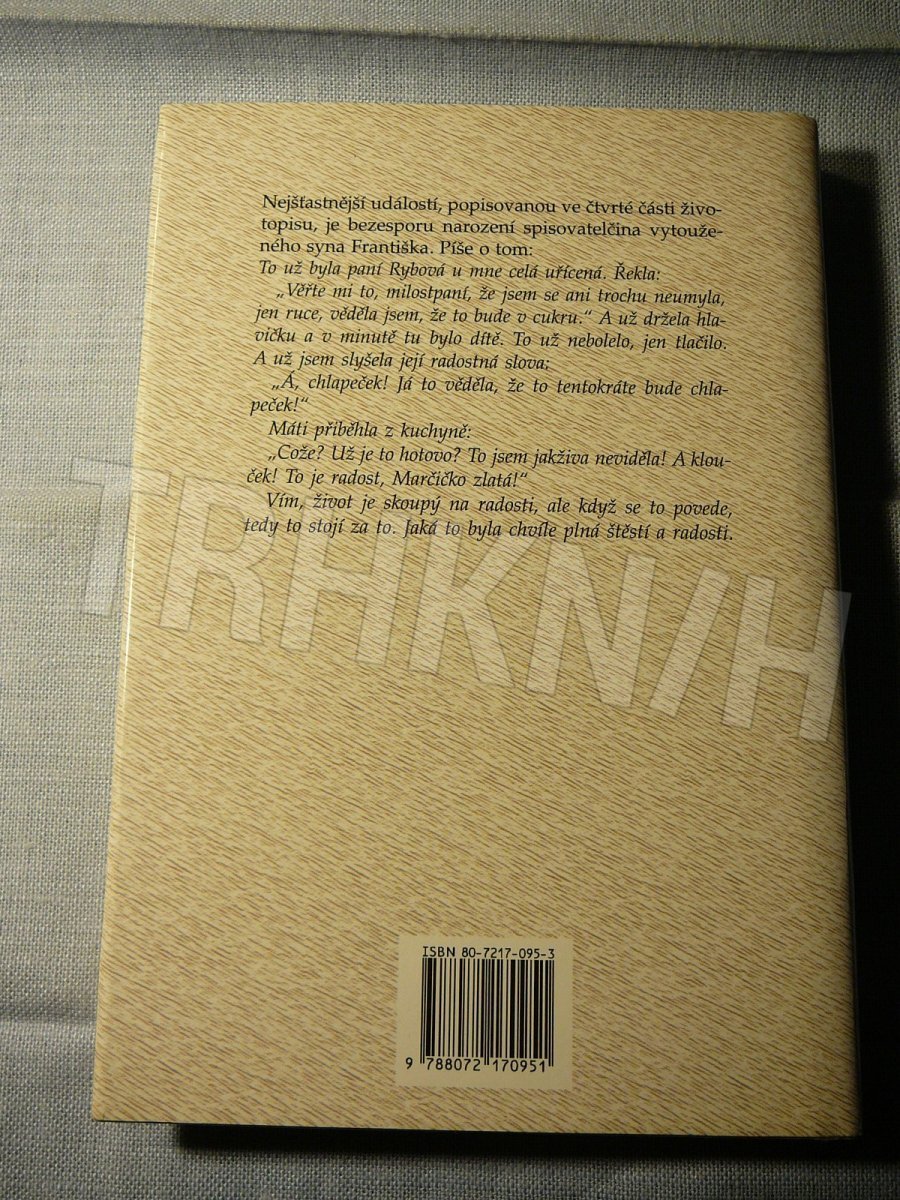 Nejšťastnější událostí, popisovanou ve čtvrté části živo-
topisu, je bezesporu narození spisovatelčina vytouže-
ného syna Františka. Píše o tom:
To už byla paní Rybová u mne celá uřícená. Řekla:
„Věřte mi to, milostpaní, že jsem se ani trochu neumyla,
jen ruce, věděla jsem, že to bude v cukru.“ A už držela hla-
vičku a v minutě tu bylo dítě. To už nebolelo, jen tlačilo.
A už jsem slyšela její radostná slova:
„Á, chlapeček! Já to věděla, že to tentokráte bude chla-
peček!“
Máti přiběhla z kuchyně:
„Cože? Už je to hotovo? To jsem jakživa neviděla! A klou-
ček! To je radost, Marčičko zlatá!“
Vím, život je skoupý na radosti, ale když se to povede,
tedy to stojí za to. Jaká to byla chvíle plná štěstí a radosti.
TRHKN/H
ISBN 80-7217-095-3
9 788072 170951